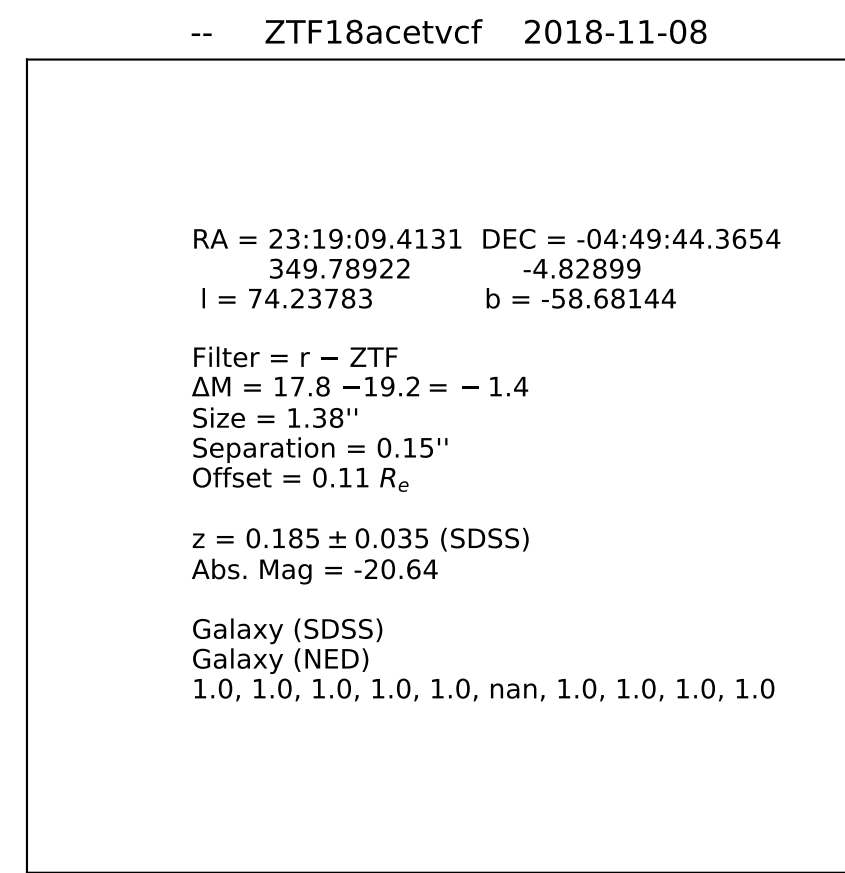 -- ZTF18acetvcf 2018-11-08
RA = 23:19:09.4131 DEC = -04:49:44.3654
349.78922 -4.82899
l = 74.23783 b = -58.68144
Filter = r − ZTF
ΔM = 17.8 −19.2 = − 1.4
Size = 1.38''
Separation = 0.15''
Offset = 0.11 Re
z = 0.185 ± 0.035 (SDSS)
Abs. Mag = -20.64
Galaxy (SDSS)
Galaxy (NED)
1.0, 1.0, 1.0, 1.0, 1.0, nan, 1.0, 1.0, 1.0, 1.0